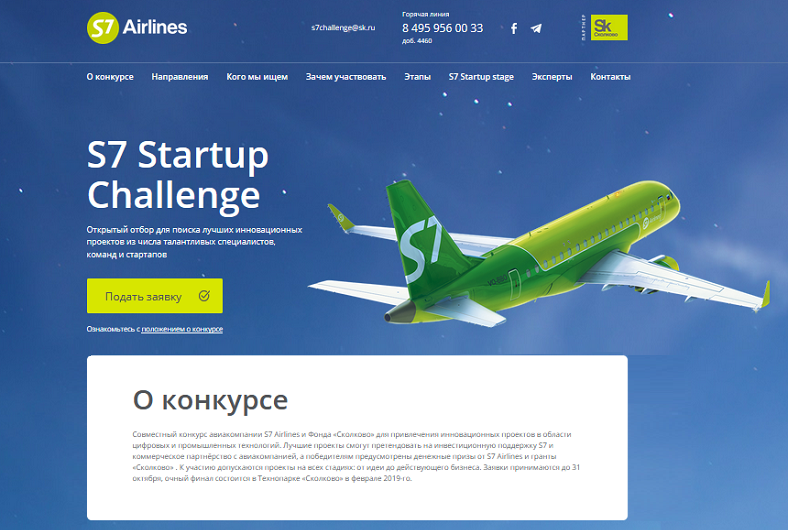 S7 Airlines
s7challenge@sk.ru
Горячая линия
8 495 956 00 33
доб. 4460
ПАРТНЕР
Sk
Сколково
О конкурсе Направления Кого мы ищем Зачем участвовать Этапы S7 Startup stage Эксперты Контакты
S7 Startup
Challenge
Открытый отбор для поиска лучших инновационных
проектов из числа талантливых специалистов,
команд и стартапов
Подать заявку
Ознакомьтесь с положением о конкурсе
S7
О конкурсе
Совместный конкурс авиакомпании S7 Airlines и Фонда «Сколково» для привлечения инновационных проектов в области
цифровых и промышленных технологий. Лучшие проекты смогут претендовать на инвестиционную поддержку S7 и
коммерческое партнёрство с авиакомпанией, а победителям предусмотрены денежные призы от S7 Airlines и гранты
«Сколково» . К участию допускаются проекты на всех стадиях: от идеи до действующего бизнеса. Заявки принимаются до 31
октября, очный финал состоится в Технопарке «Сколково» в феврале 2019-го.